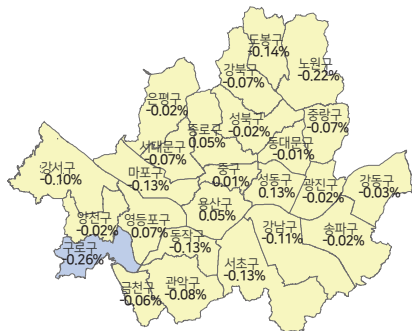 도봉구
-0.14%
노원구
-0.22%
강북구
-0.07%
은평구
-0.02%
성북구
-0.02%
중랑구
-0.07%
종로구
0.05%
서대문구
-0.07%
동대문구
-0.01%
강서구
-0.10%
마포구
-0.13%
중구
0.01%
성동구
0.13%
광진구
-0.02%
강동구
-0.03%
양천구
-0.02%
영등포구
0.07%
용산구
0.05%
동작구
-0.13%
강남구
-0.11%
송파구
-0.02%
구로구
-0.26%
서초구
-0.13%
금천구
-0.06%
관악구
-0.08%